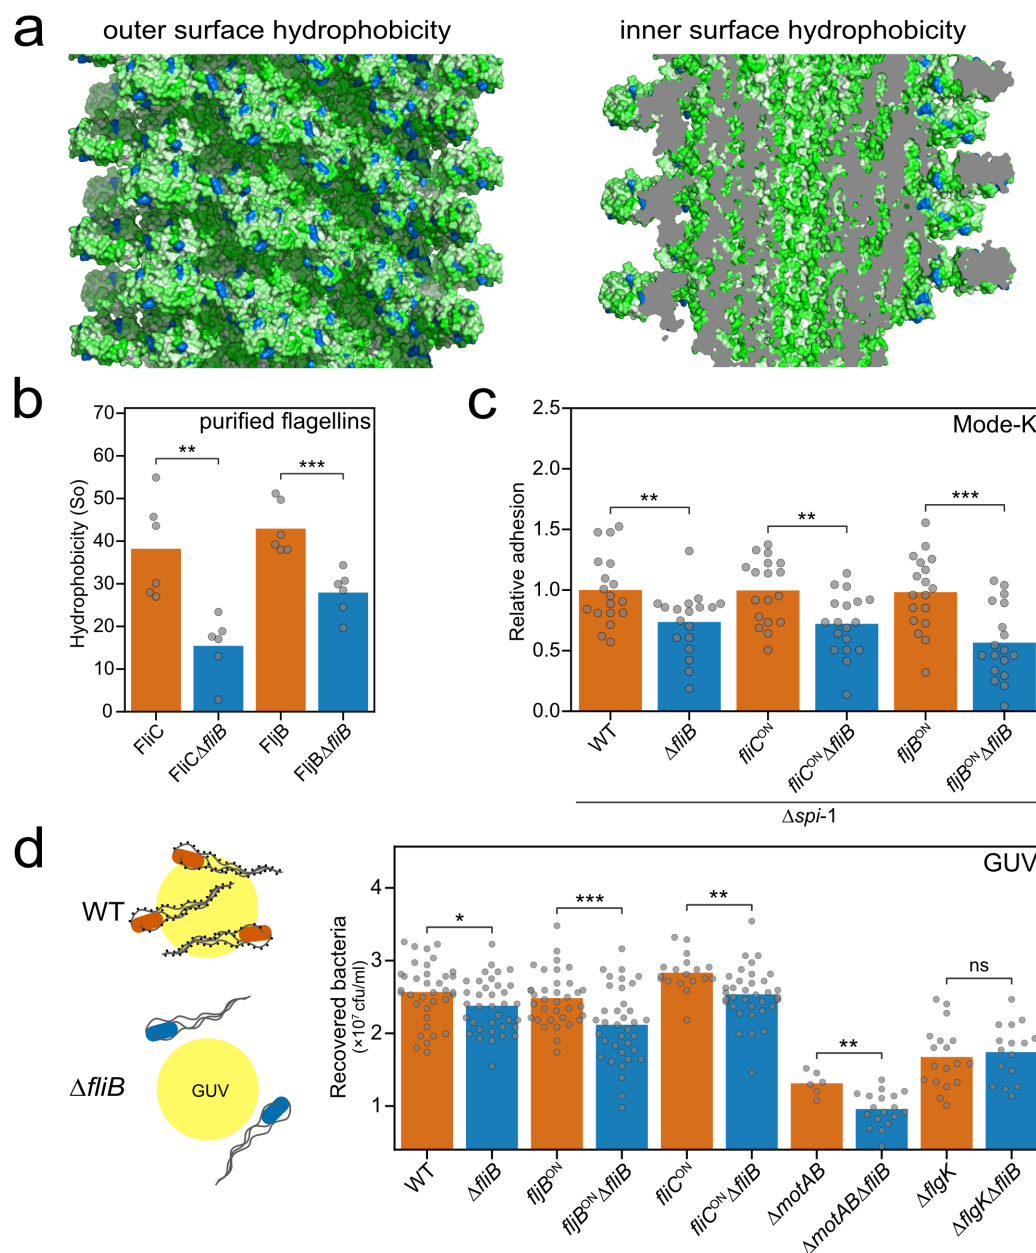 a
outer surface hydrophobicity
inner surface hydrophobicity
b
purified flagellins
Hydrophobicity (So)
70
60
50
40
30
20
10
0
**
***
FliC
FliCΔfliB
FljB
FljBΔfliB
c
Mode-K
Relative adhesion
2.5
2.0
1.5
1.0
0.5
0.0
**
**
***
WT
ΔfliB
fliCON
fliCONΔfliB
fljBON
fljBONΔfliB
Δspi-1
d
WT
ΔfliB
GUV
GUV
Recovered bacteria
(×10⁷ cfu/ml)
4
3
2
1
*
***
**
**
ns
WT
ΔfliB
fljBON
fljBONΔfliB
fliCON
fliCONΔfliB
ΔmotAB
ΔmotABΔfliB
ΔflgK
ΔflgKΔfliB